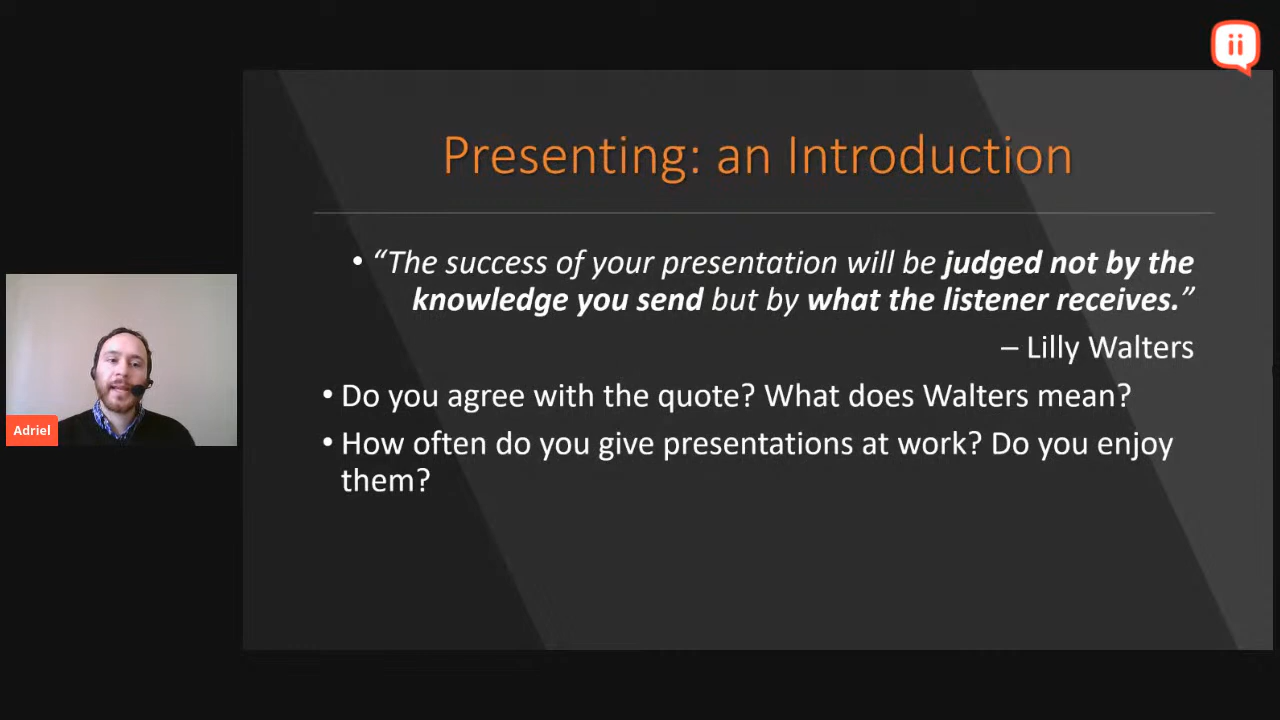 Presenting: an Introduction
• “The success of your presentation will be judged not by the
knowledge you send but by what the listener receives.”
– Lilly Walters
• Do you agree with the quote? What does Walters mean?
• How often do you give presentations at work? Do you enjoy
them?
Adriel
ii